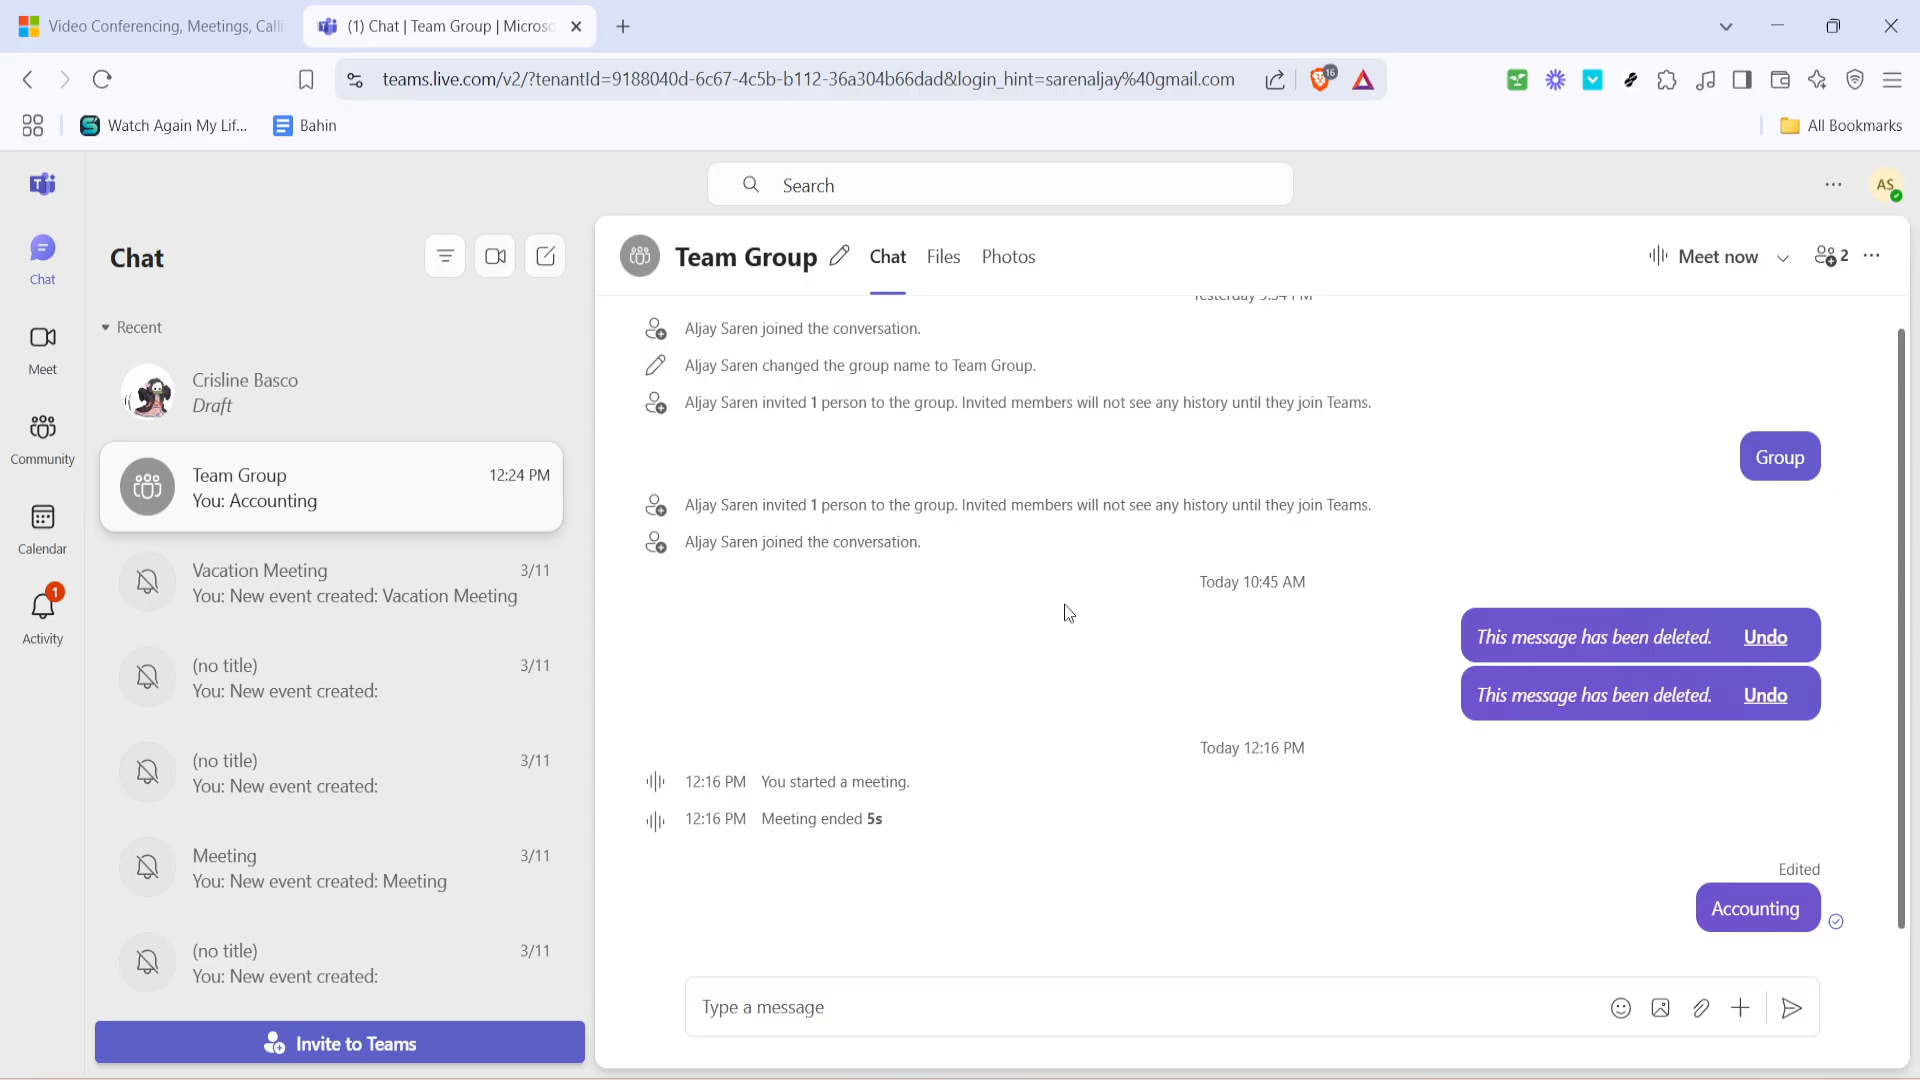 Video Conferencing, Meetings, Calli
(1) Chat | Team Group | Microso
teams.live.com/v2/?tenantId=9188040d-6c67-4c5b-b112-36a304b66dad&login_hint=sarenaljay%40gmail.com
16
Watch Again My Lif...
Bahin
All Bookmarks
Search
AS
Chat
Meet
Community
Calendar
1
Activity
Chat
Recent
Crisline Basco
Draft
Team Group 12:24 PM
You: Accounting
Vacation Meeting 3/11
You: New event created: Vacation Meeting
(no title) 3/11
You: New event created:
(no title) 3/11
You: New event created:
Meeting 3/11
You: New event created: Meeting
(no title) 3/11
You: New event created:
Invite to Teams
Team Group Chat Files Photos
Meet now 2
Yesterday 9:54 PM
Aljay Saren joined the conversation.
Aljay Saren changed the group name to Team Group.
Aljay Saren invited 1 person to the group. Invited members will not see any history until they join Teams.
Group
Aljay Saren invited 1 person to the group. Invited members will not see any history until they join Teams.
Aljay Saren joined the conversation.
Today 10:45 AM
This message has been deleted. Undo
This message has been deleted. Undo
Today 12:16 PM
12:16 PM You started a meeting.
12:16 PM Meeting ended 5s
Edited
Accounting
Type a message